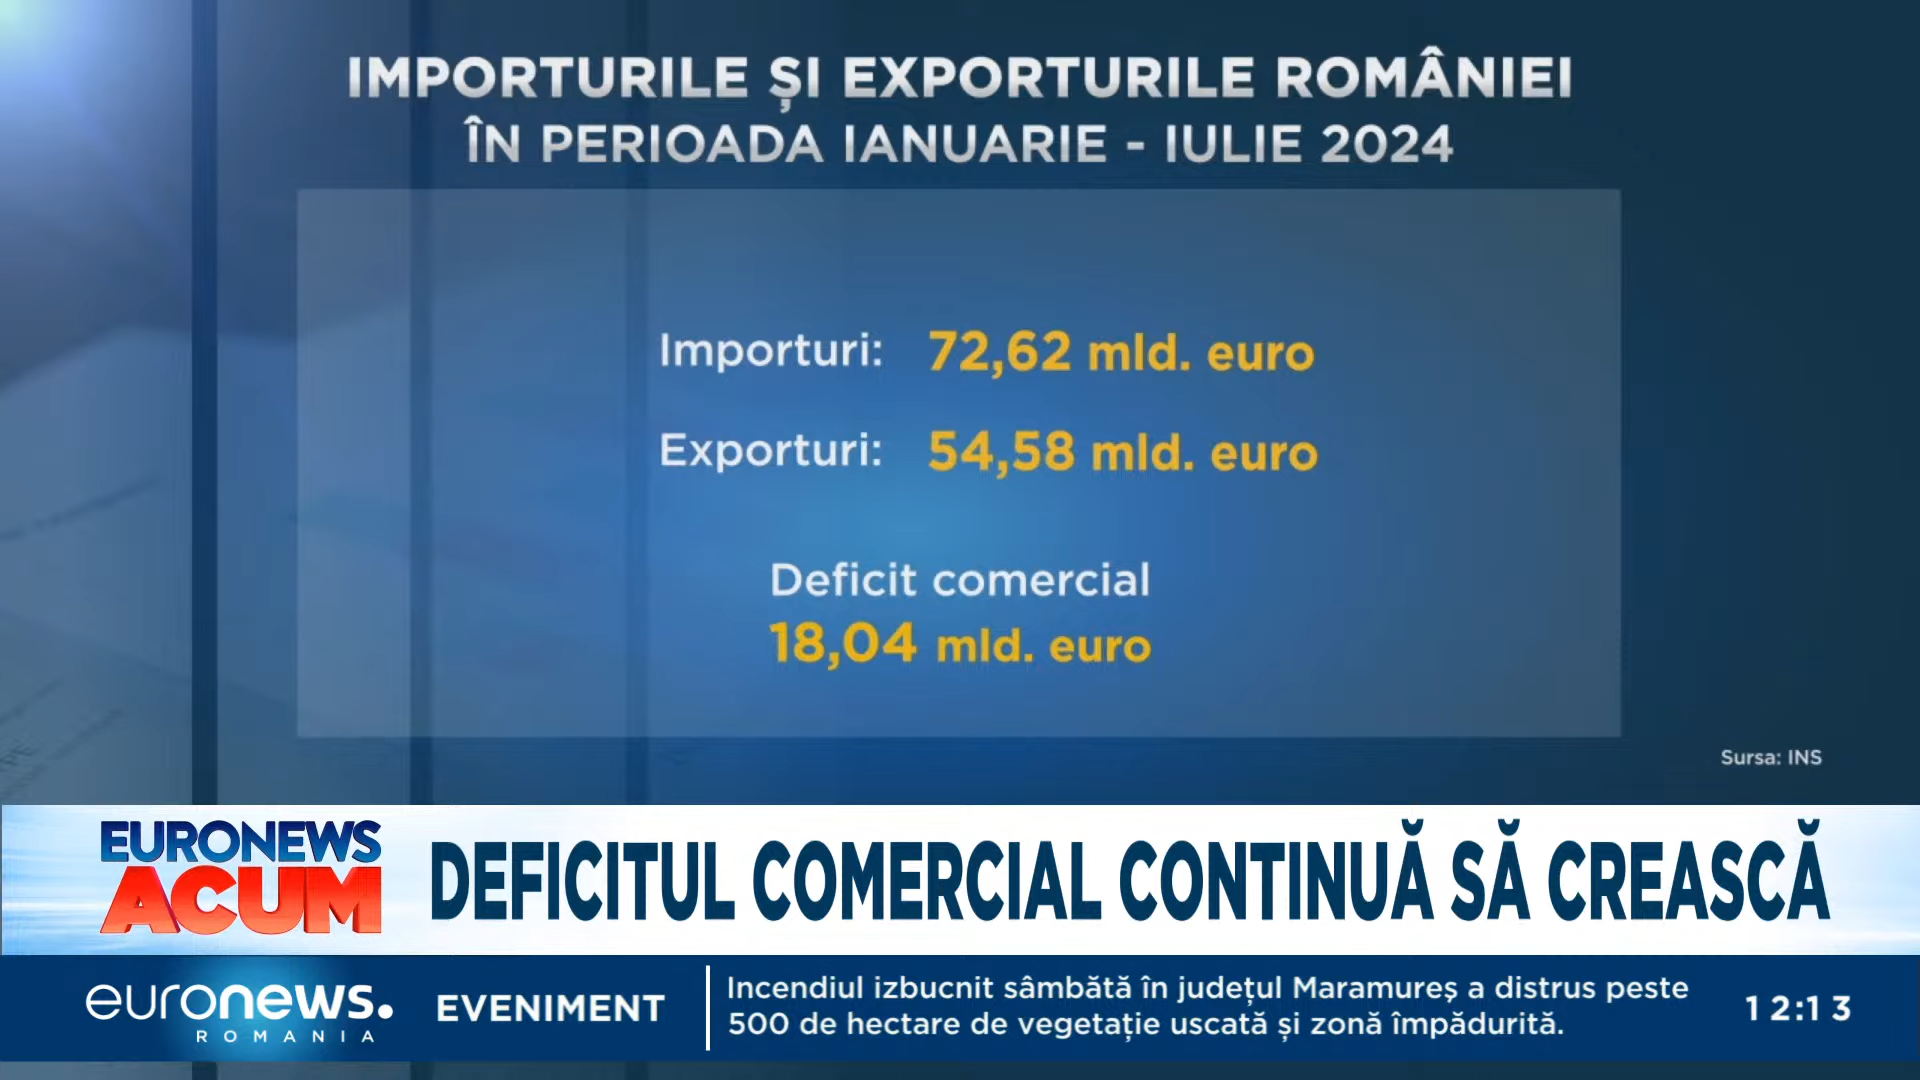 IMPORTURILE ȘI EXPORTURILE ROMÂNIEI
ÎN PERIOADA IANUARIE - IULIE 2024
Importuri: 72,62 mld. euro
Exporturi: 54,58 mld. euro
Deficit comercial
18,04 mld. euro
Sursa: INS
EURONEWS
ACUM
DEFICITUL COMERCIAL CONTINUĂ SĂ CREASCĂ
euronews.
ROMANIA
EVENIMENT
Incendiul izbucnit sâmbătă în județul Maramureș a distrus peste
500 de hectare de vegetație uscată și zonă împădurită.
12:13